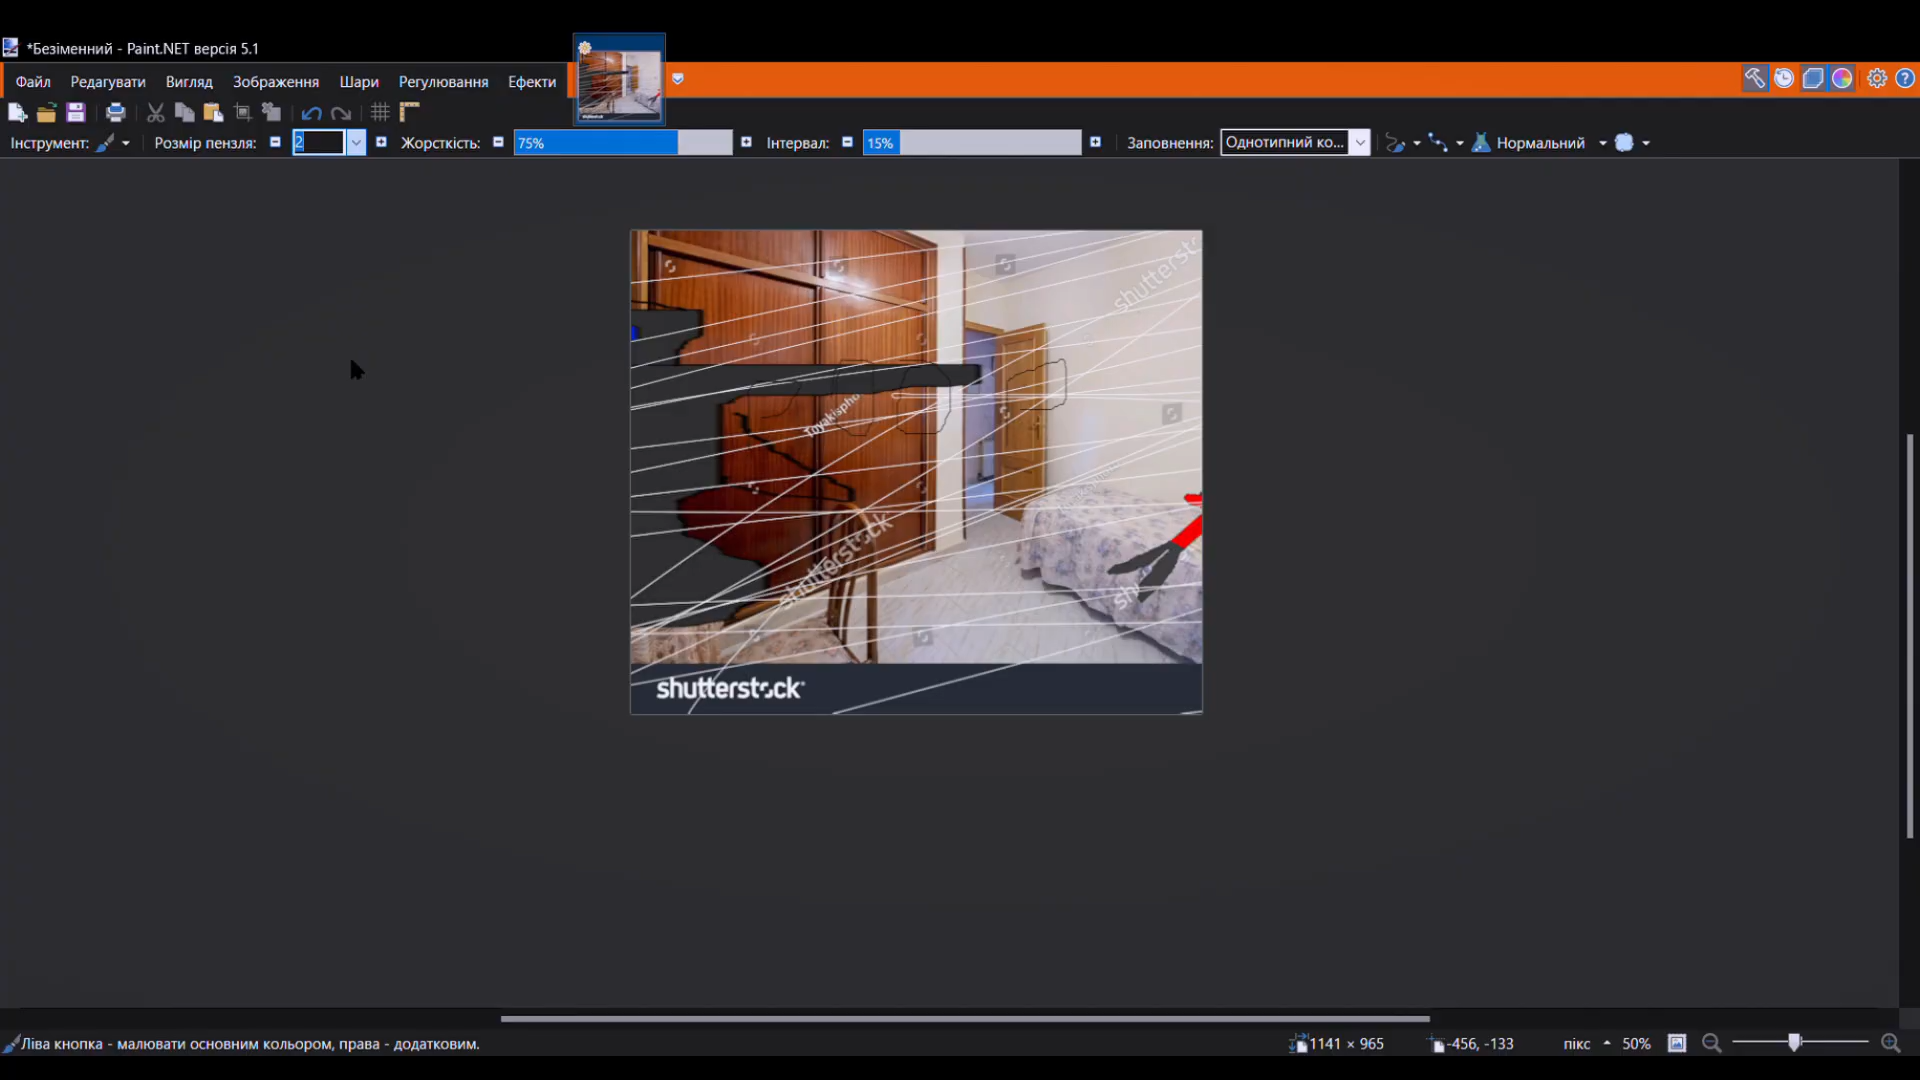 *Безіменний - Paint.NET версія 5.1
Файл Редагувати Вигляд Зображення Шари Регулювання Ефекти
Інструмент: Розмір пензля: 2 Жорсткість: 75% Інтервал: 15% Заповнення: Однотипний ко... Нормальний
shutterstock
shutterstock
shutterstock
Ліва кнопка - малювати основним кольором, права - додатковим.
1141 × 965 -456, -133 пікс 50%